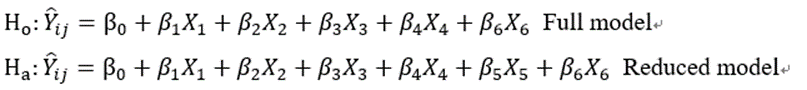 H₀: Ŷᵢⱼ = β₀ + β₁X₁ + β₂X₂ + β₃X₃ + β₄X₄ + β₆X₆ Full model↵
Hₐ: Ŷᵢⱼ = β₀ + β₁X₁ + β₂X₂ + β₃X₃ + β₄X₄ + β₅X₅ + β₆X₆ Reduced model↵